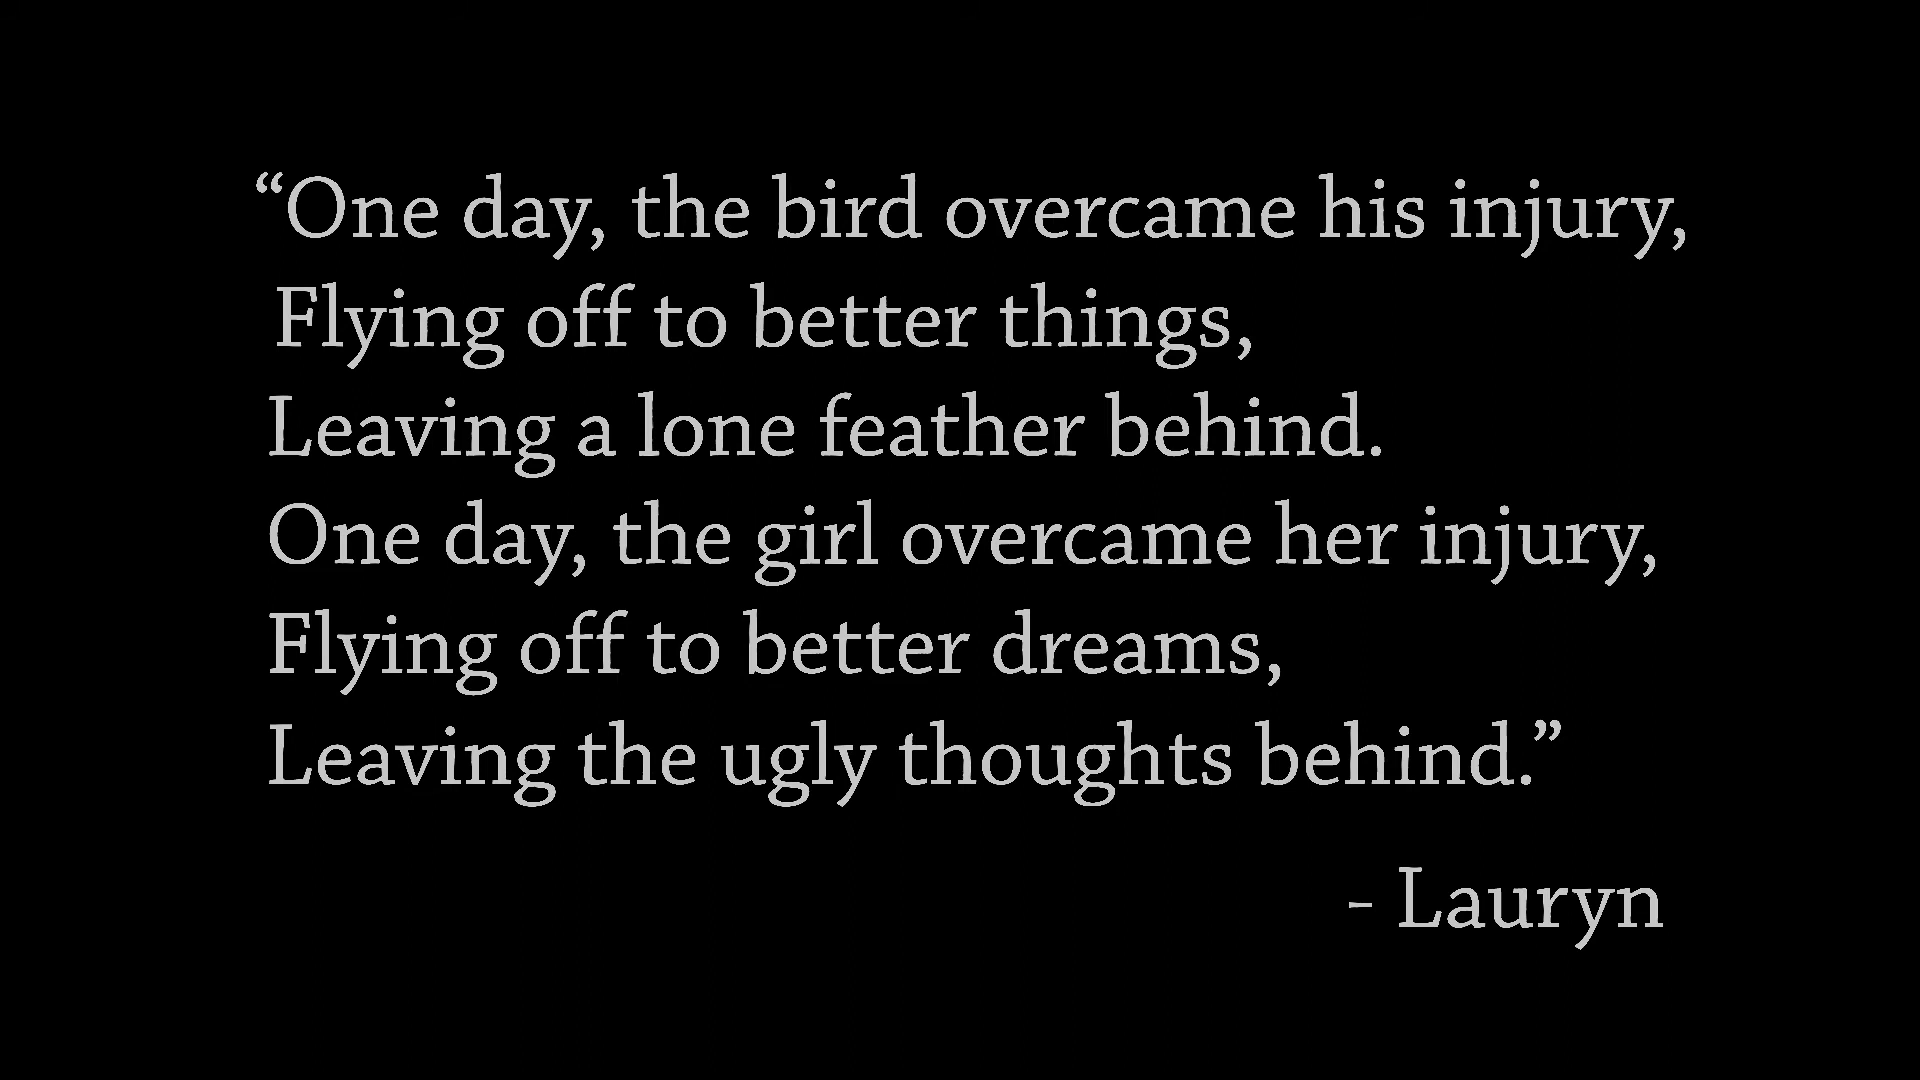 “One day, the bird overcame his injury,
Flying off to better things,
Leaving a lone feather behind.
One day, the girl overcame her injury,
Flying off to better dreams,
Leaving the ugly thoughts behind.”
- Lauryn